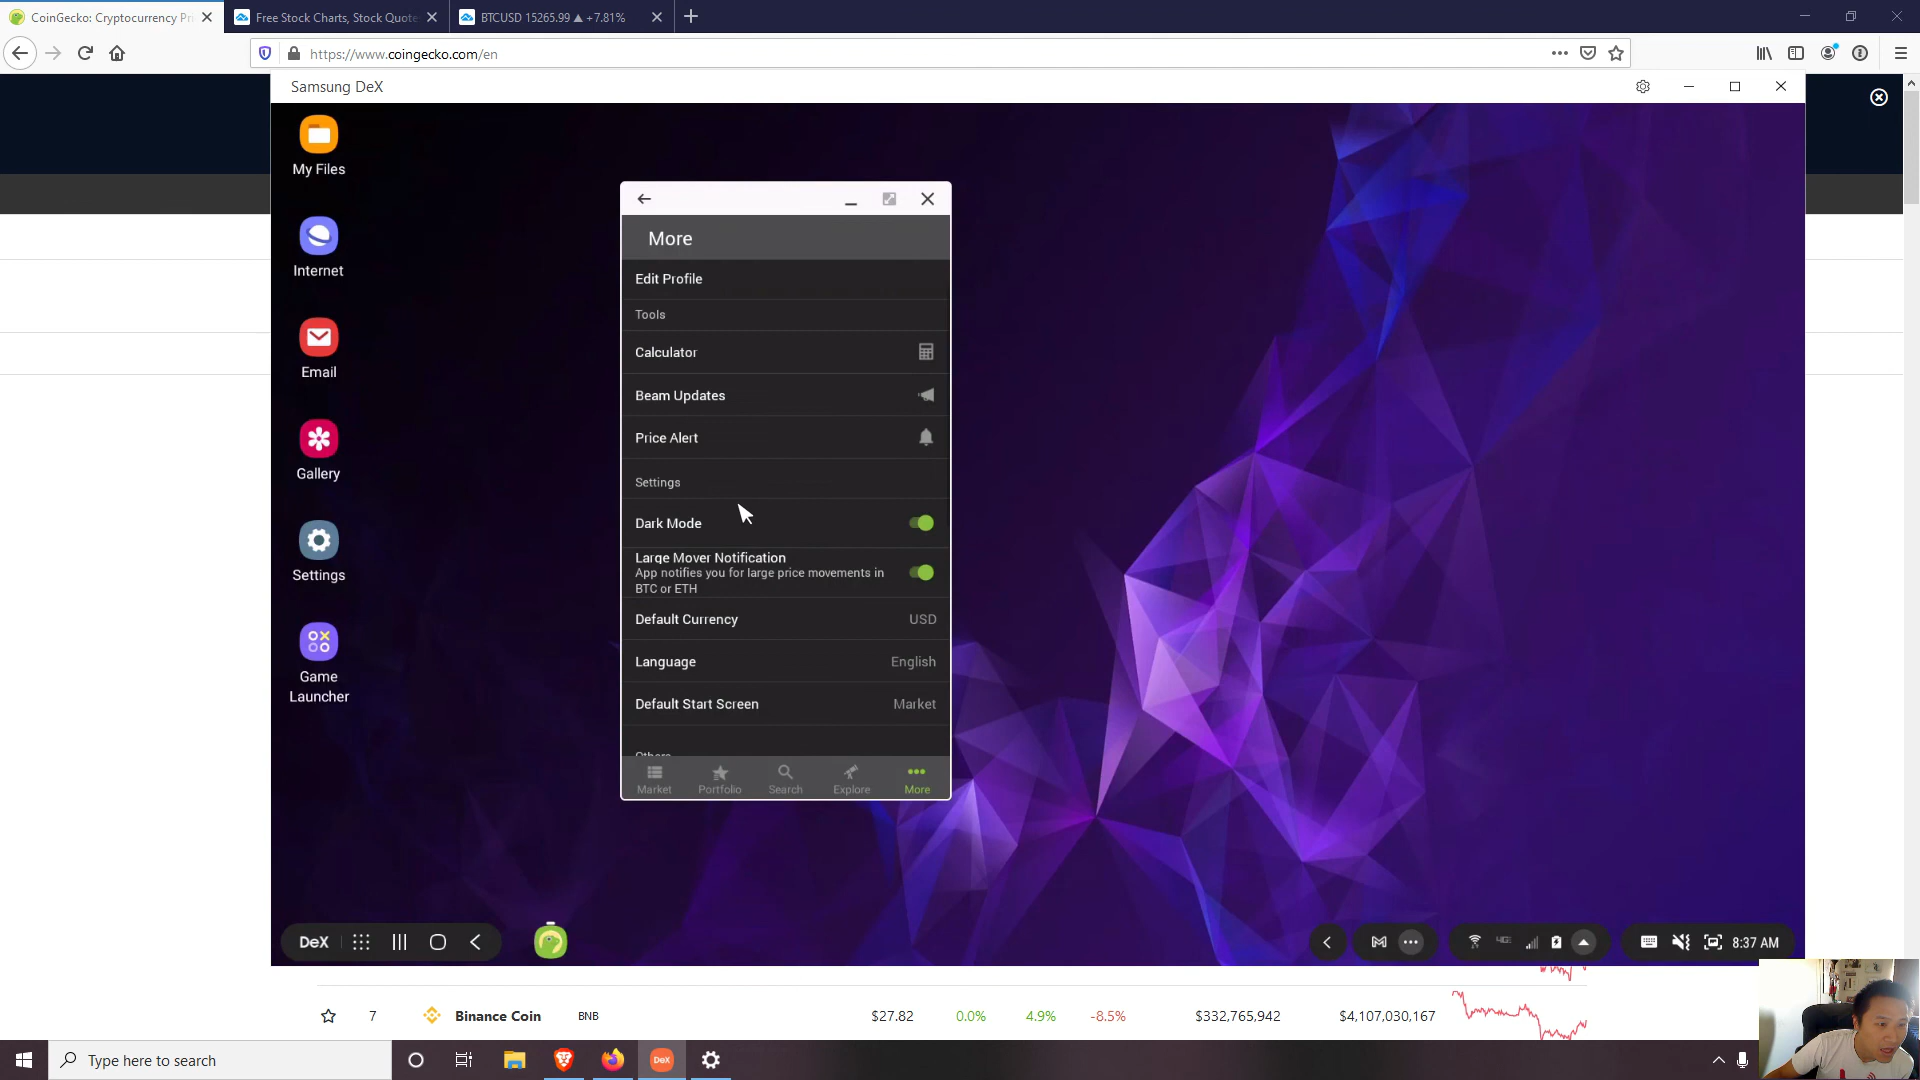 CoinGecko: Cryptocurrency Pri
Free Stock Charts, Stock Quote
BTCUSD 15265.99 ▲ +7.81%
https://www.coingecko.com/en
Samsung DeX
My Files
Internet
Email
Gallery
Settings
Game
Launcher
More
Edit Profile
Tools
Calculator
Beam Updates
Price Alert
Settings
Dark Mode
Large Mover Notification
App notifies you for large price movements in
BTC or ETH
Default Currency USD
Language English
Default Start Screen Market
Others
Market Portfolio Search Explore More
DeX
8:37 AM
7 Binance Coin BNB $27.82 0.0% 4.9% -8.5% $332,765,942 $4,107,030,167
Type here to search
DeX